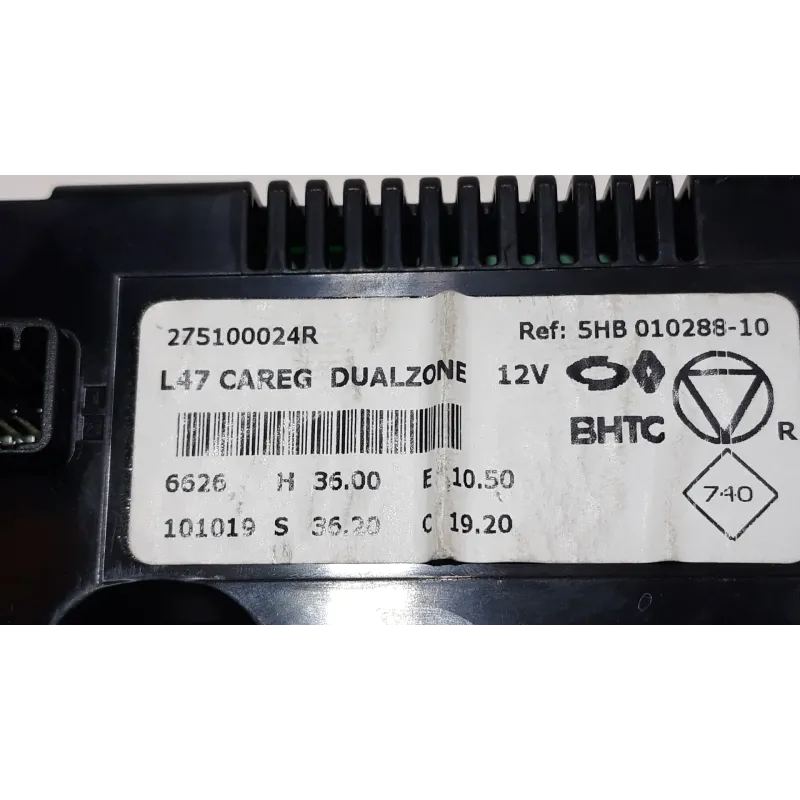 275100024R Ref: 5HB 010288-10
L47 CAREG DUALZONE 12V
BHTC R
6626 H 36.00 E 10.50
740
101019 S 36.20 C 19.20